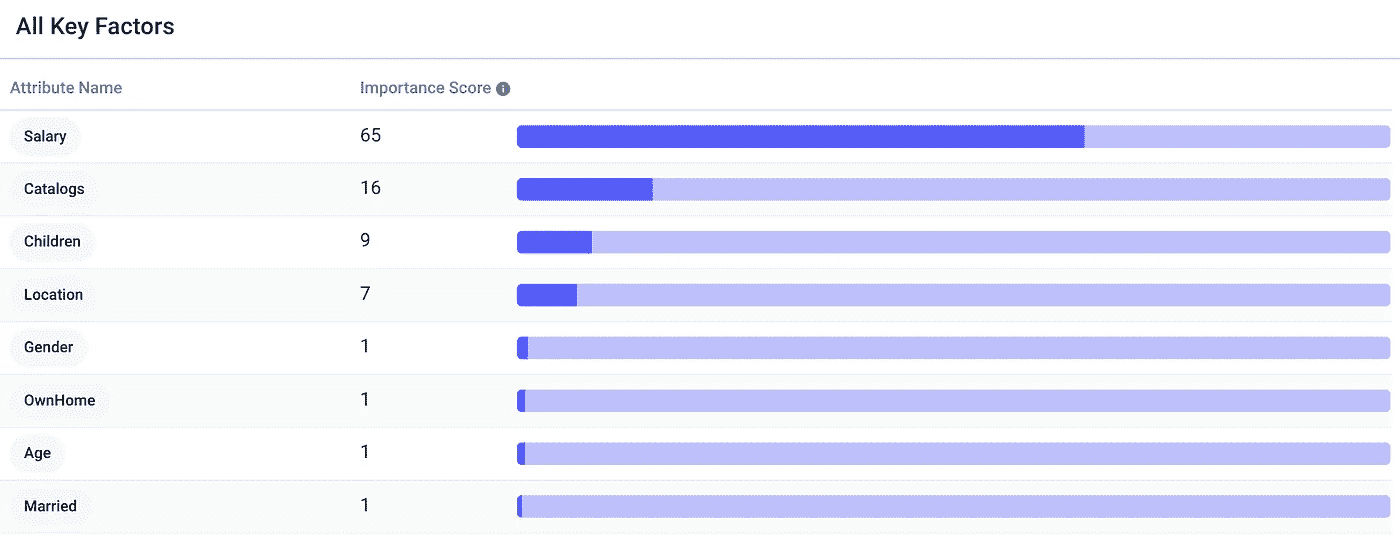 All Key Factors
Attribute Name Importance Score
Salary 65
Catalogs 16
Children 9
Location 7
Gender 1
OwnHome 1
Age 1
Married 1